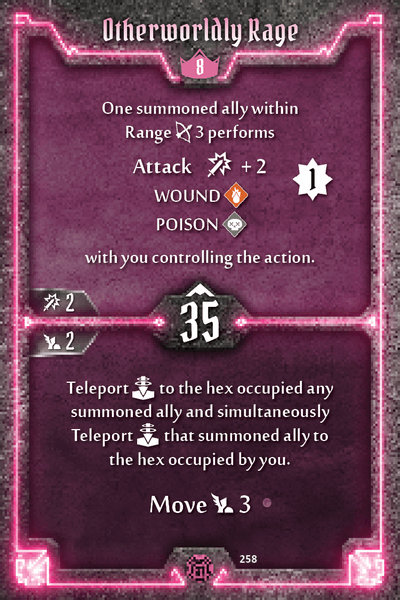 Otherworldly Rage
8
One summoned ally within
Range 3 performs
Attack + 2
1
WOUND
POISON
with you controlling the action.
2
35
2
Teleport to the hex occupied any
summoned ally and simultaneously
Teleport that summoned ally to
the hex occupied by you.
Move 3
258